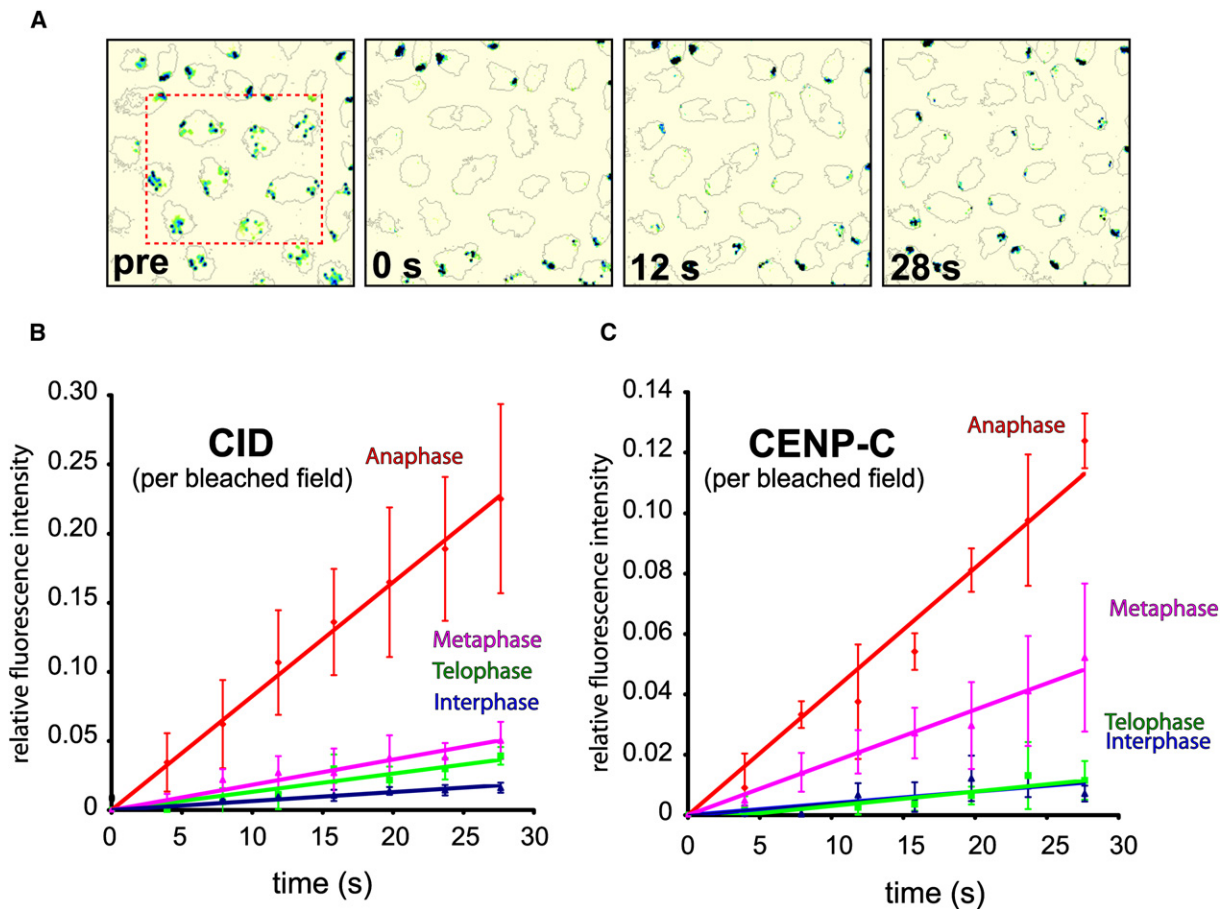 A
pre
0 s
12 s
28 s
B
C
relative fluorescence intensity
0.30
0.25
0.20
0.15
0.10
0.05
0
CID
(per bleached field)
Anaphase
Metaphase
Telophase
Interphase
0 5 10 15 20 25 30
time (s)
relative fluorescence intensity
0.14
0.12
0.10
0.08
0.06
0.04
0.02
0
CENP-C
(per bleached field)
Anaphase
Metaphase
Telophase
Interphase
0 5 10 15 20 25 30
time (s)